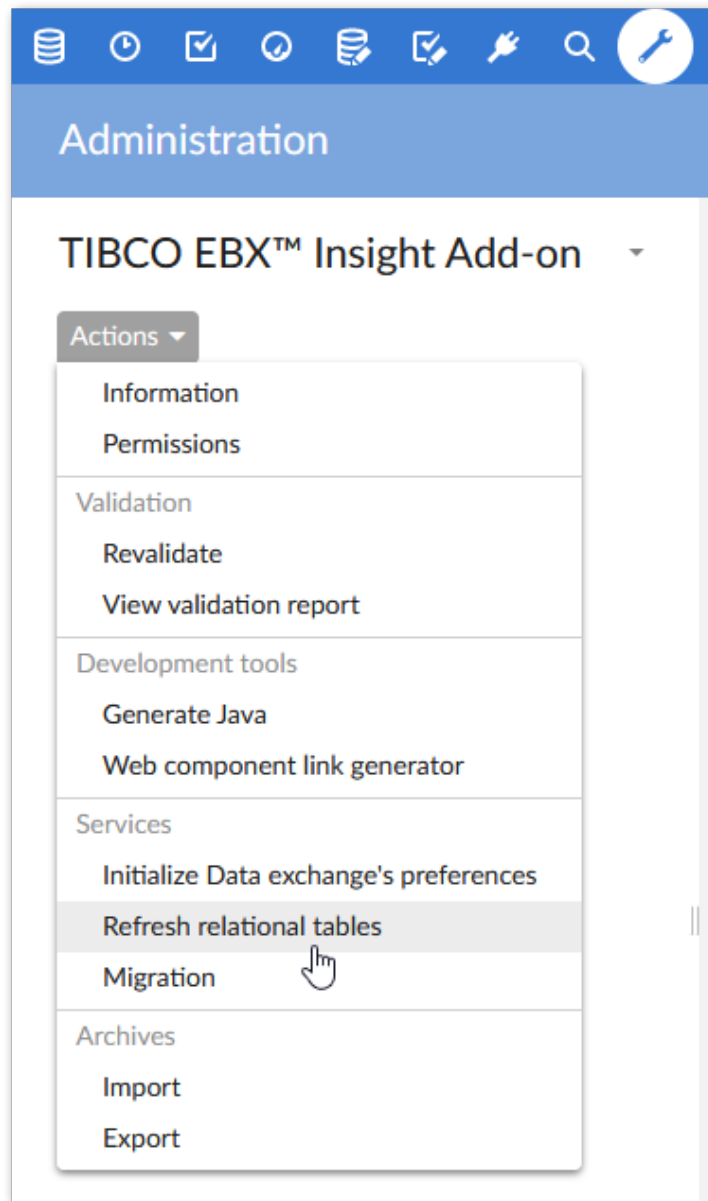 Administration
TIBCO EBX™ Insight Add-on
Actions
Information
Permissions
Validation
Revalidate
View validation report
Development tools
Generate Java
Web component link generator
Services
Initialize Data exchange's preferences
Refresh relational tables
Migration
Archives
Import
Export